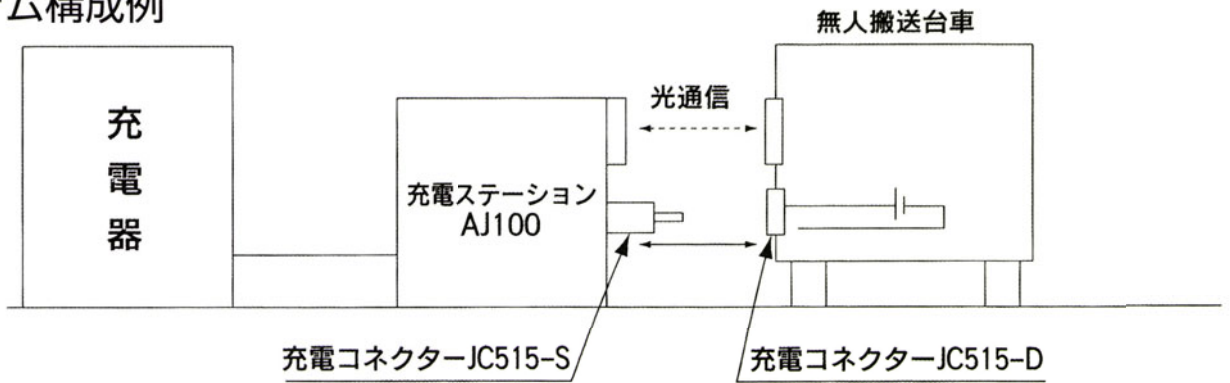 ム構成例
無人搬送台車
充電器
光通信
充電ステーション
AJ100
充電コネクターJC515-S
充電コネクターJC515-D